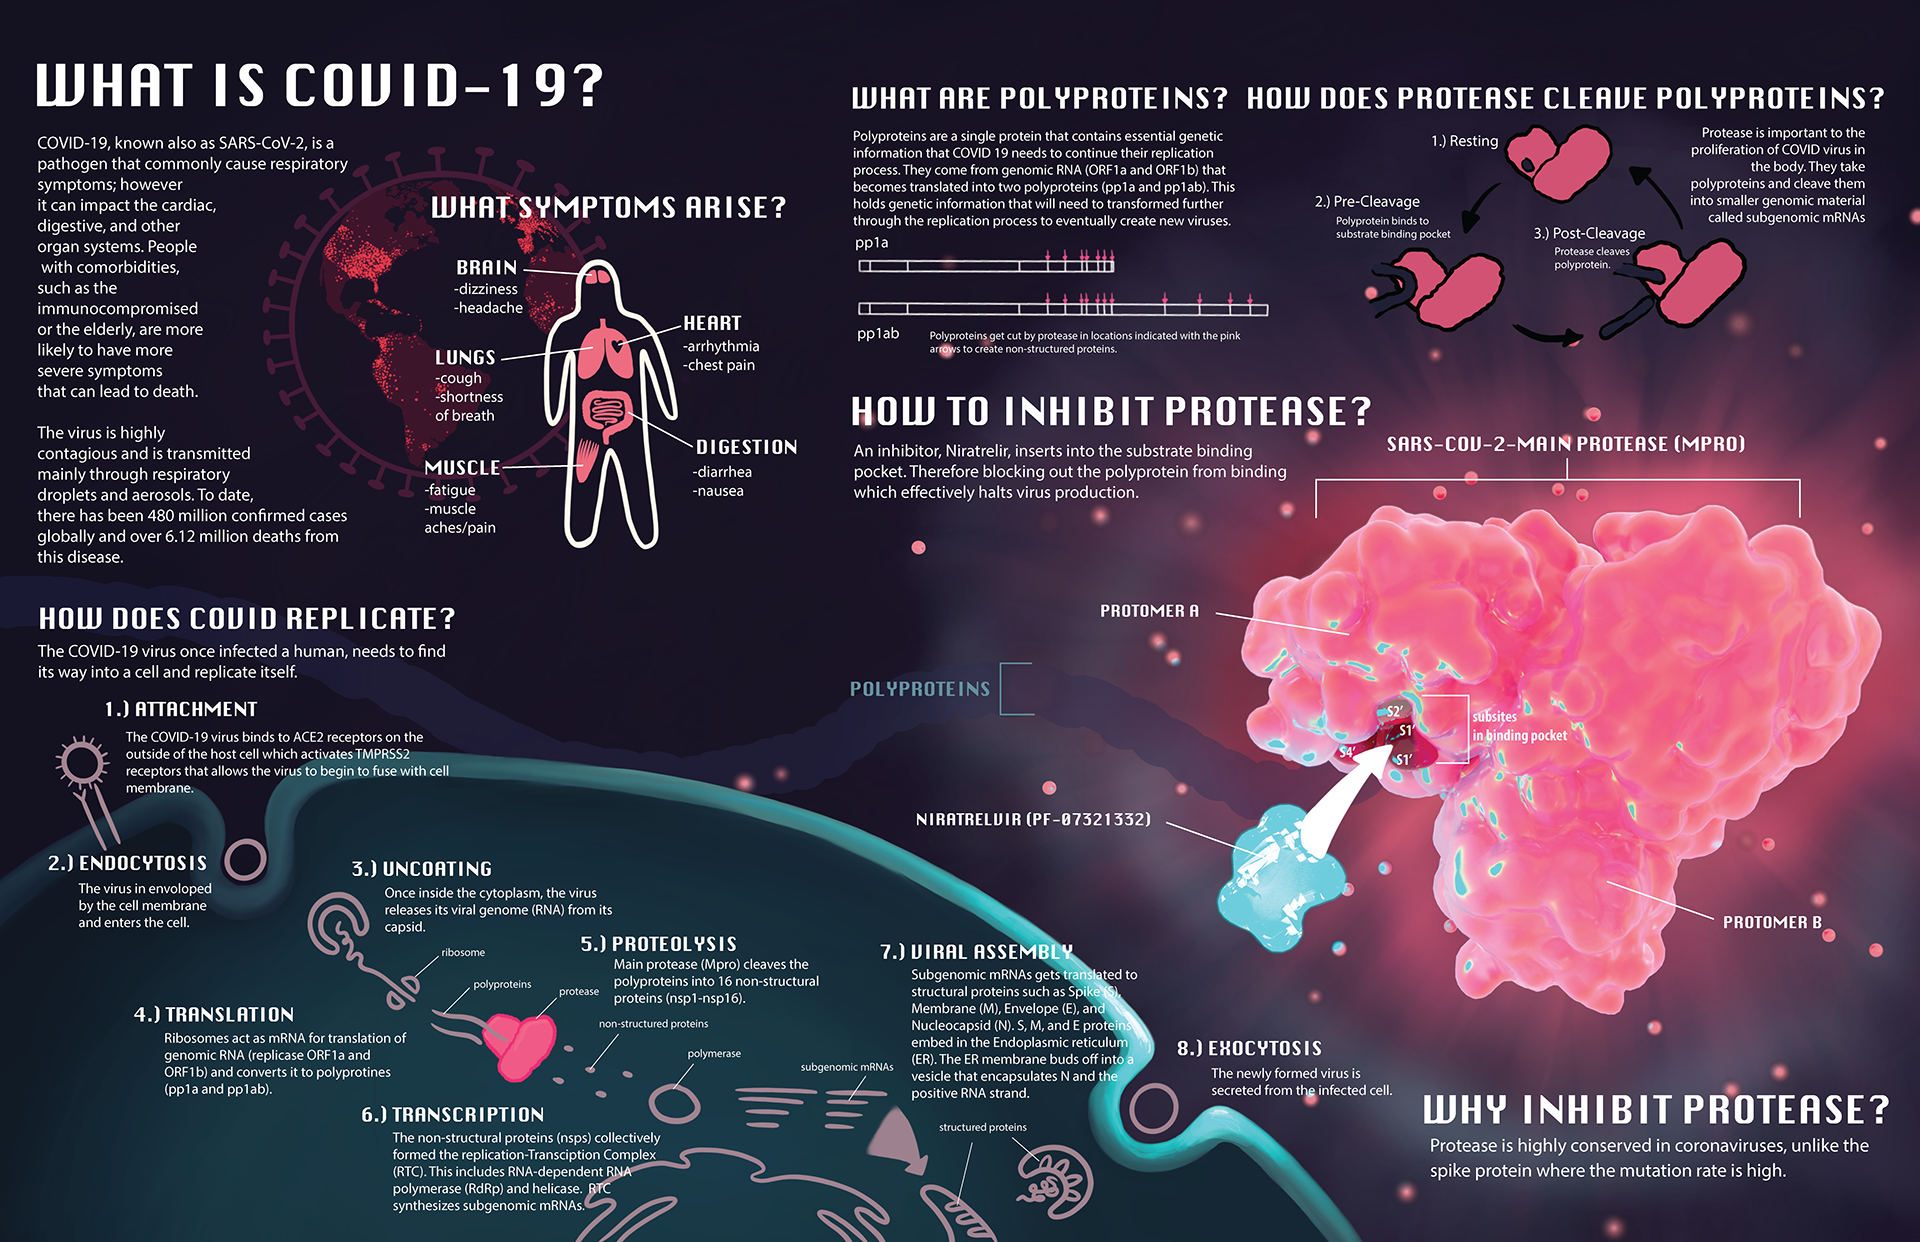 WHAT IS COVID-19?
COVID-19, known also as SARS-CoV-2, is a
pathogen that commonly cause respiratory
symptoms; however
it can impact the cardiac,
digestive, and other
organ systems. People
with comorbidities,
such as the
immunocompromised
or the elderly, are more
likely to have more
severe symptoms
that can lead to death.
The virus is highly
contagious and is transmitted
mainly through respiratory
droplets and aerosols. To date,
there has been 480 million confirmed cases
globally and over 6.12 million deaths from
this disease.
WHAT SYMPTOMS ARISE?
BRAIN
-dizziness
-headache
HEART
-arrhythmia
-chest pain
LUNGS
-cough
-shortness
of breath
DIGESTION
-diarrhea
-nausea
MUSCLE
-fatigue
-muscle
aches/pain
HOW DOES COVID REPLICATE?
The COVID-19 virus once infected a human, needs to find
its way into a cell and replicate itself.
1.) ATTACHMENT
The COVID-19 virus binds to ACE2 receptors on the
outside of the host cell which activates TMPRSS2
receptors that allows the virus to begin to fuse with cell
membrane.
2.) ENDOCYTOSIS
The virus in enveloped
by the cell membrane
and enters the cell.
3.) UNCOATING
Once inside the cytoplasm, the virus
releases its viral genome (RNA) from its
capsid.
ribosome
polyproteins
protease
4.) TRANSLATION
Ribosomes act as mRNA for translation of
genomic RNA (replicase ORF1a and
ORF1b) and converts it to polyprotines
(pp1a and pp1ab).
5.) PROTEOLYSIS
Main protease (Mpro) cleaves the
polyproteins into 16 non-structural
proteins (nsp1-nsp16).
non-structured proteins
polymerase
subgenomic mRNAs
6.) TRANSCRIPTION
The non-structural proteins (nsps) collectively
formed the replication-Transciption Complex
(RTC). This includes RNA-dependent RNA
polymerase (RdRp) and helicase. RTC
synthesizes subgenomic mRNAs.
7.) VIRAL ASSEMBLY
Subgenomic mRNAs gets translated to
structural proteins such as Spike (S),
Membrane (M), Envelope (E), and
Nucleocapsid (N). S, M, and E proteins
embed in the Endoplasmic reticulum
(ER). The ER membrane buds off into a
vesicle that encapsulates N and the
positive RNA strand.
structured proteins
8.) EXOCYTOSIS
The newly formed virus is
secreted from the infected cell.
WHAT ARE POLYPROTEINS?
Polyproteins are a single protein that contains essential genetic
information that COVID 19 needs to continue their replication
process. They come from genomic RNA (ORF1a and ORF1b) that
becomes translated into two polyproteins (pp1a and pp1ab). This
holds genetic information that will need to transformed further
through the replication process to eventually create new viruses.
pp1a
pp1ab
Polyproteins get cut by protease in locations indicated with the pink
arrows to create non-structured proteins.
HOW DOES PROTEASE CLEAVE POLYPROTEINS?
1.) Resting
2.) Pre-Cleavage
Polyprotein binds to
substrate binding pocket
3.) Post-Cleavage
Protease cleaves
polyprotein.
Protease is important to the
proliferation of COVID virus in
the body. They take
polyproteins and cleave them
into smaller genomic material
called subgenomic mRNAs
HOW TO INHIBIT PROTEASE?
An inhibitor, Niratrelir, inserts into the substrate binding
pocket. Therefore blocking out the polyprotein from binding
which effectively halts virus production.
SARS-COV-2-MAIN PROTEASE (MPRO)
PROTOMER A
POLYPROTEINS
S2'
S1'
S4'
S1'
subsites
in binding pocket
NIRATRELVIR (PF-07321332)
PROTOMER B
WHY INHIBIT PROTEASE?
Protease is highly conserved in coronaviruses, unlike the
spike protein where the mutation rate is high.